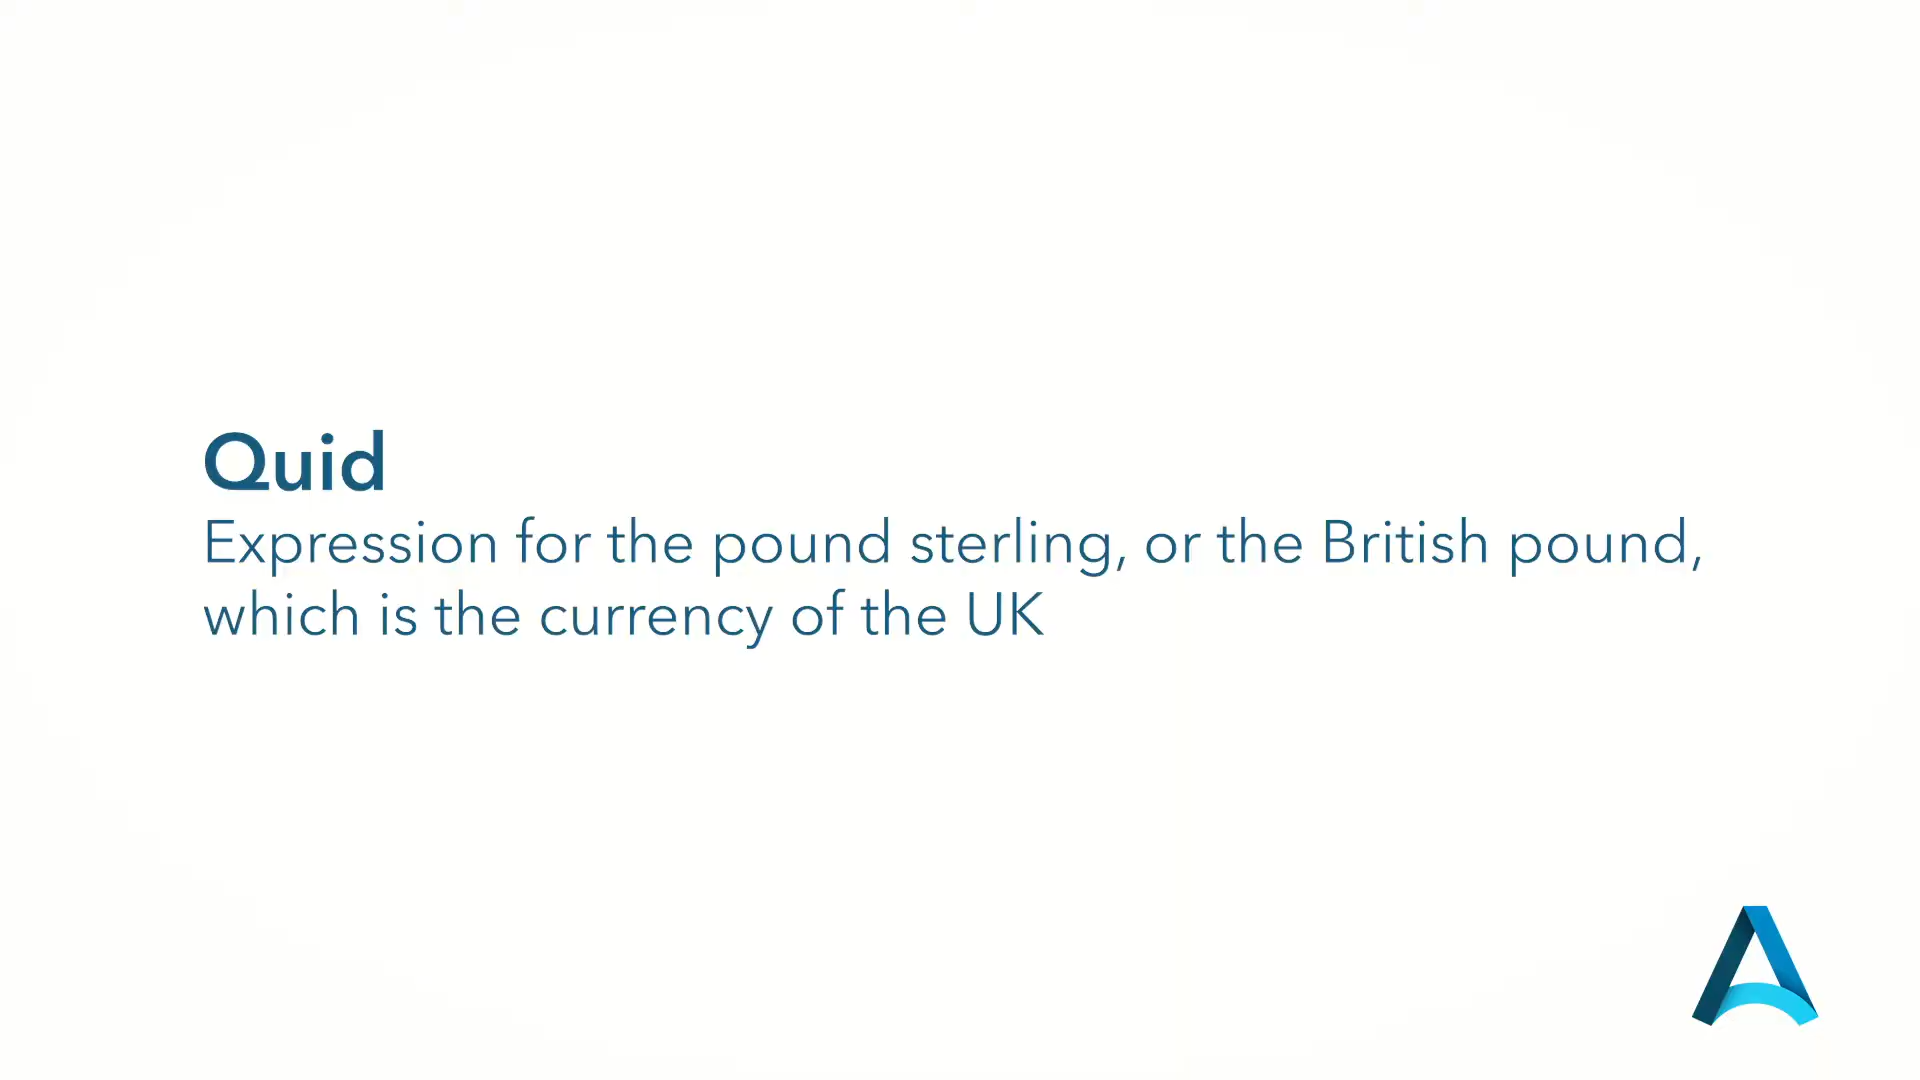 Quid
Expression for the pound sterling, or the British pound,
which is the currency of the UK